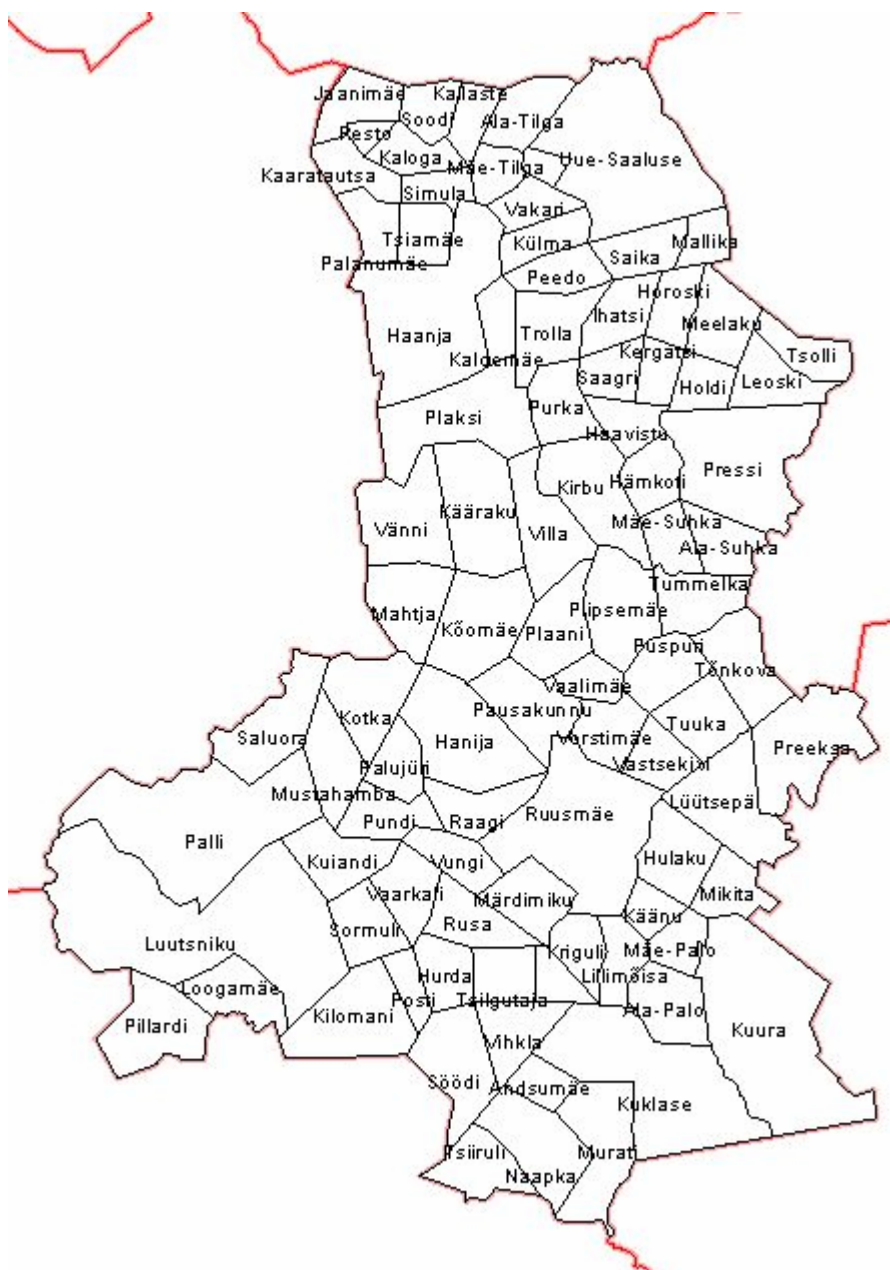 Jaanimäe
Kallaste
Soodi
Ala-Tilga
Resto
Kaloga
Mäe-Tilga
Hue-Saaluse
Kaaratautsa
Simula
Vakari
Tsiamäe
Külma
Mallika
Saika
Palanumäe
Peedo
Horoski
Ihatsi
Meelaku
Haanja
Trolla
Kaldemäe
Kergatsi
Tsolli
Saagri
Holdi
Leoski
Plaksi
Purka
Haavistu
Pressi
Hämkoti
Kirbu
Kääraku
Mäe-Suhka
Vänni
Villa
Ala-Suhka
Tummelka
Mahtja
Plipsemäe
Kõomäe
Plaani
Puspuri
Tõnkova
Vaalimäe
Kotka
Pausakunnu
Tuuka
Saluora
Hanija
Vorstimäe
Preeksa
Palujüri
Vastsekivi
Mustahamba
Lüütsepä
Pundi
Raagi
Ruusmäe
Palli
Kuiandi
Vungi
Hulaku
Vaarkali
Märdimiku
Mikita
Sormuli
Rusa
Käänu
Luutsniku
Kriguli
Mäe-Palo
Hurda
Lillimõisa
Loogamäe
Posti
Tsilgutaja
Pillardi
Kilomani
Ala-Palo
Kuura
Vihkla
Söödi
Andsumäe
Kuklase
Tsiiruli
Murati
Naapka